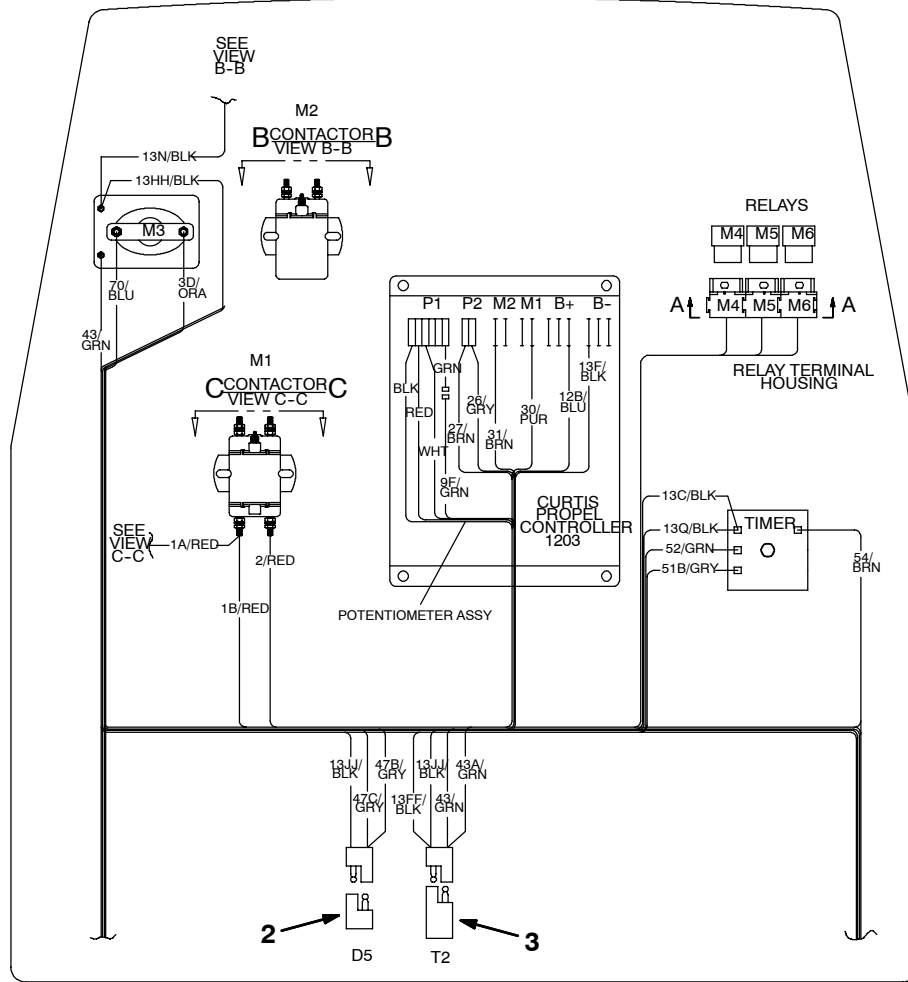 SEE
VIEW
B-B
M2
B CONTACTOR B
VIEW B-B
13N/BLK
13HH/BLK
M3
70/
BLU
3D/
ORA
43/
GRN
RELAYS
M4 M5 M6
A M4 M5 M6 A
RELAY TERMINAL
HOUSING
P1 P2 M2 M1 B+ B-
BLK
RED
WHT
GRN
9F/
GRN
27/
BRN
26/
GRY
31/
BRN
30/
PUR
12B/
BLU
13F/
BLK
CURTIS
PROPEL
CONTROLLER
1203
POTENTIOMETER ASSY
M1
C CONTACTOR C
VIEW C-C
SEE
VIEW
C-C
1A/RED
2/RED
1B/RED
13C/BLK
13Q/BLK
52/GRN
51B/GRY
TIMER
54/
BRN
13JJ/
BLK
47C/
GRY
47B/
GRY
13FF/
BLK
13JJ/
BLK
43/
GRN
43A/
GRN
2
3
D5
T2